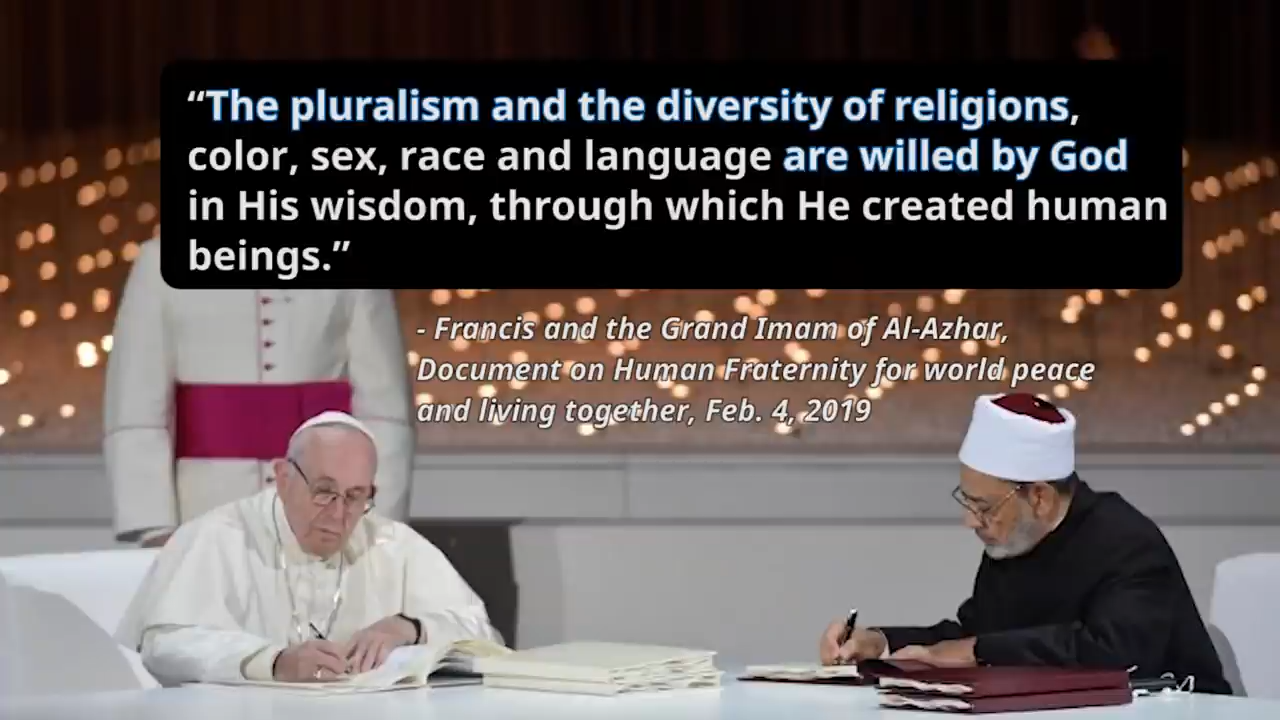 “The pluralism and the diversity of religions,
color, sex, race and language are willed by God
in His wisdom, through which He created human
beings.”
- Francis and the Grand Imam of Al-Azhar,
Document on Human Fraternity for world peace
and living together, Feb. 4, 2019